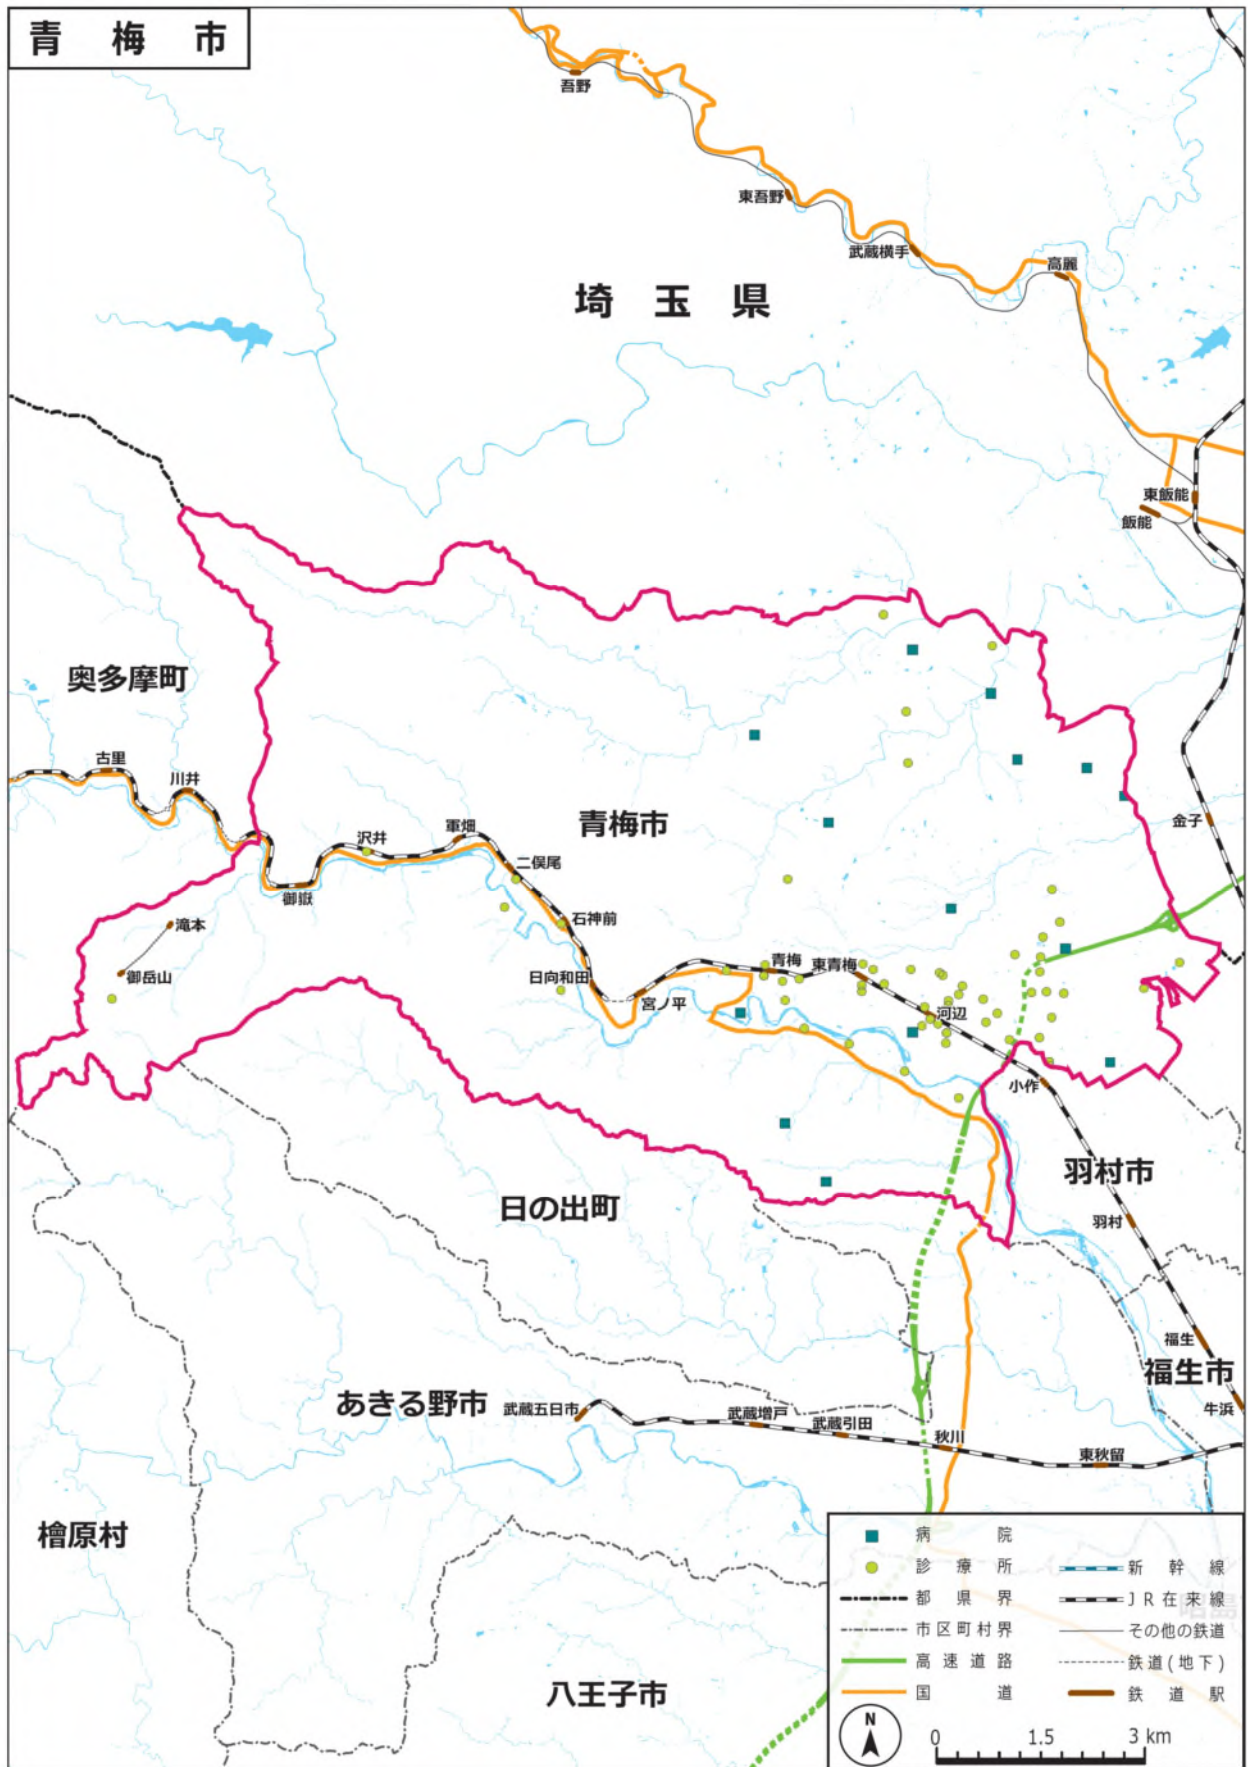 青梅市
吾野
東吾野
武蔵横手
高麗
埼玉県
東飯能
飯能
奥多摩町
古里
川井
沢井
軍畑
青梅市
金子
二俣尾
御嶽
石神前
滝本
御岳山
日向和田
青梅
東青梅
宮ノ平
河辺
小作
羽村市
日の出町
羽村
福生
福生市
あきる野市
武蔵五日市
武蔵増戸
武蔵引田
秋川
牛浜
東秋留
檜原村
八王子市
病院
診療所
新幹線
都県界
JR在来線
昭島
市区町村界
その他の鉄道
高速道路
鉄道(地下)
国道
鉄道駅
N
0 1.5 3 km